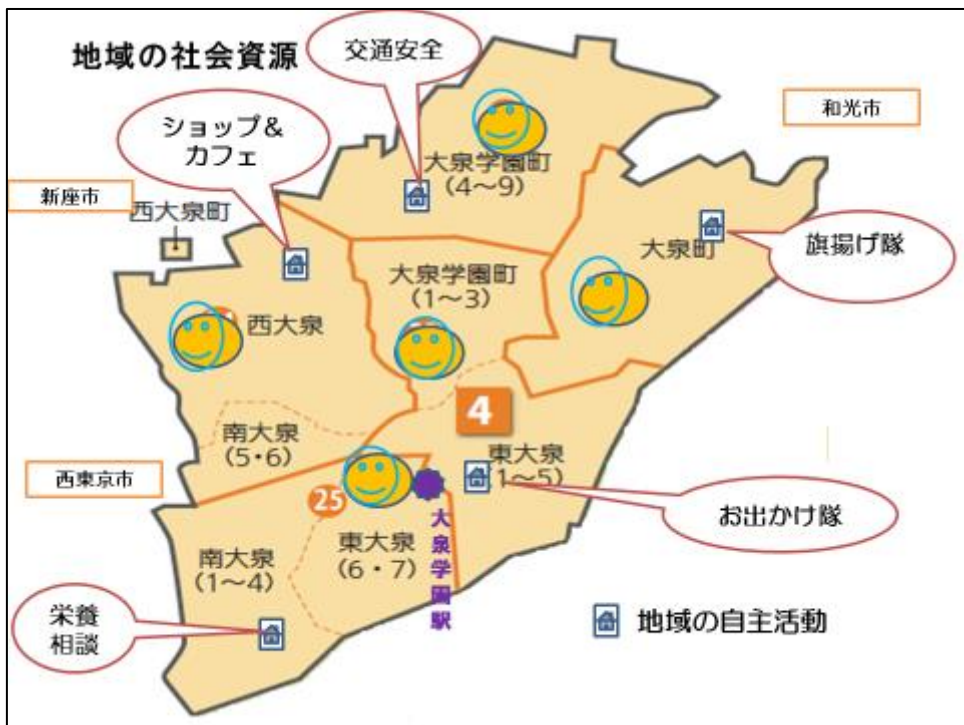 地域の社会資源
交通安全
ショップ&
カフェ
和光市
新座市
西大泉町
大泉学園町
(4~9)
大泉町
旗揚げ隊
大泉学園町
(1~3)
西大泉
4
南大泉
(5・6)
東大泉
(1~5)
西東京市
25
お出かけ隊
南大泉
(1~4)
東大泉
(6・7)
大泉学園駅
栄養
相談
地域の自主活動